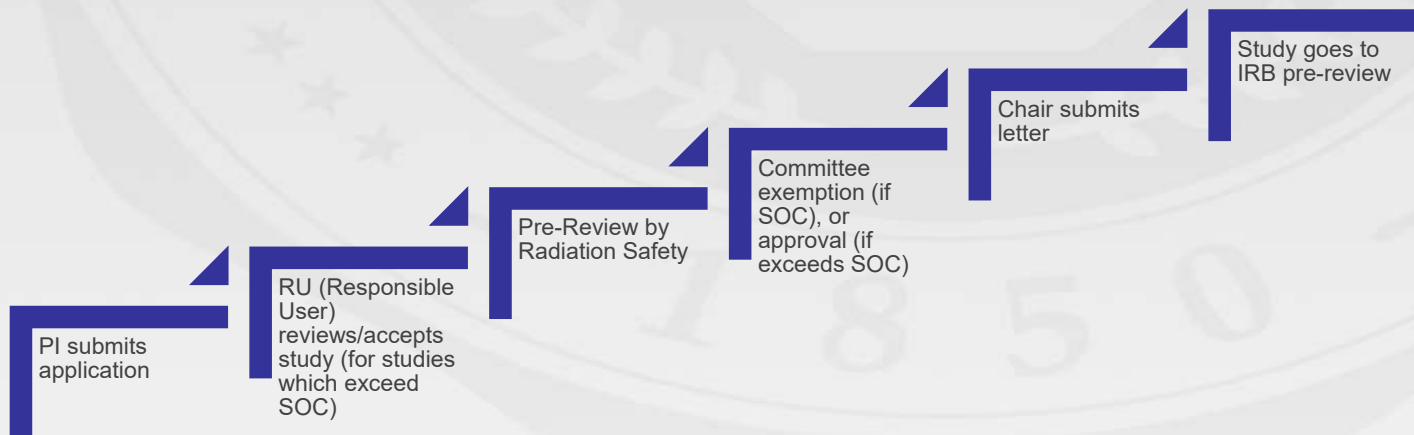 PI submits
application
RU (Responsible
User)
reviews/accepts
study (for studies
which exceed
SOC)
Pre-Review by
Radiation Safety
Committee
exemption (if
SOC), or
approval (if
exceeds SOC)
Chair submits
letter
Study goes to
IRB pre-review
1850